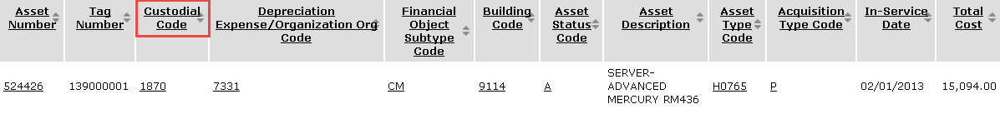 Asset Number
Tag Number
Custodial Code
Depreciation Expense/Organization Org Code
Financial Object Subtype Code
Building Code
Asset Status Code
Asset Description
Asset Type Code
Acquisition Type Code
In-Service Date
Total Cost
524426 139000001 1870 7331 CM 9114 A SERVER-ADVANCED MERCURY RM436 H0765 P 02/01/2013 15,094.00